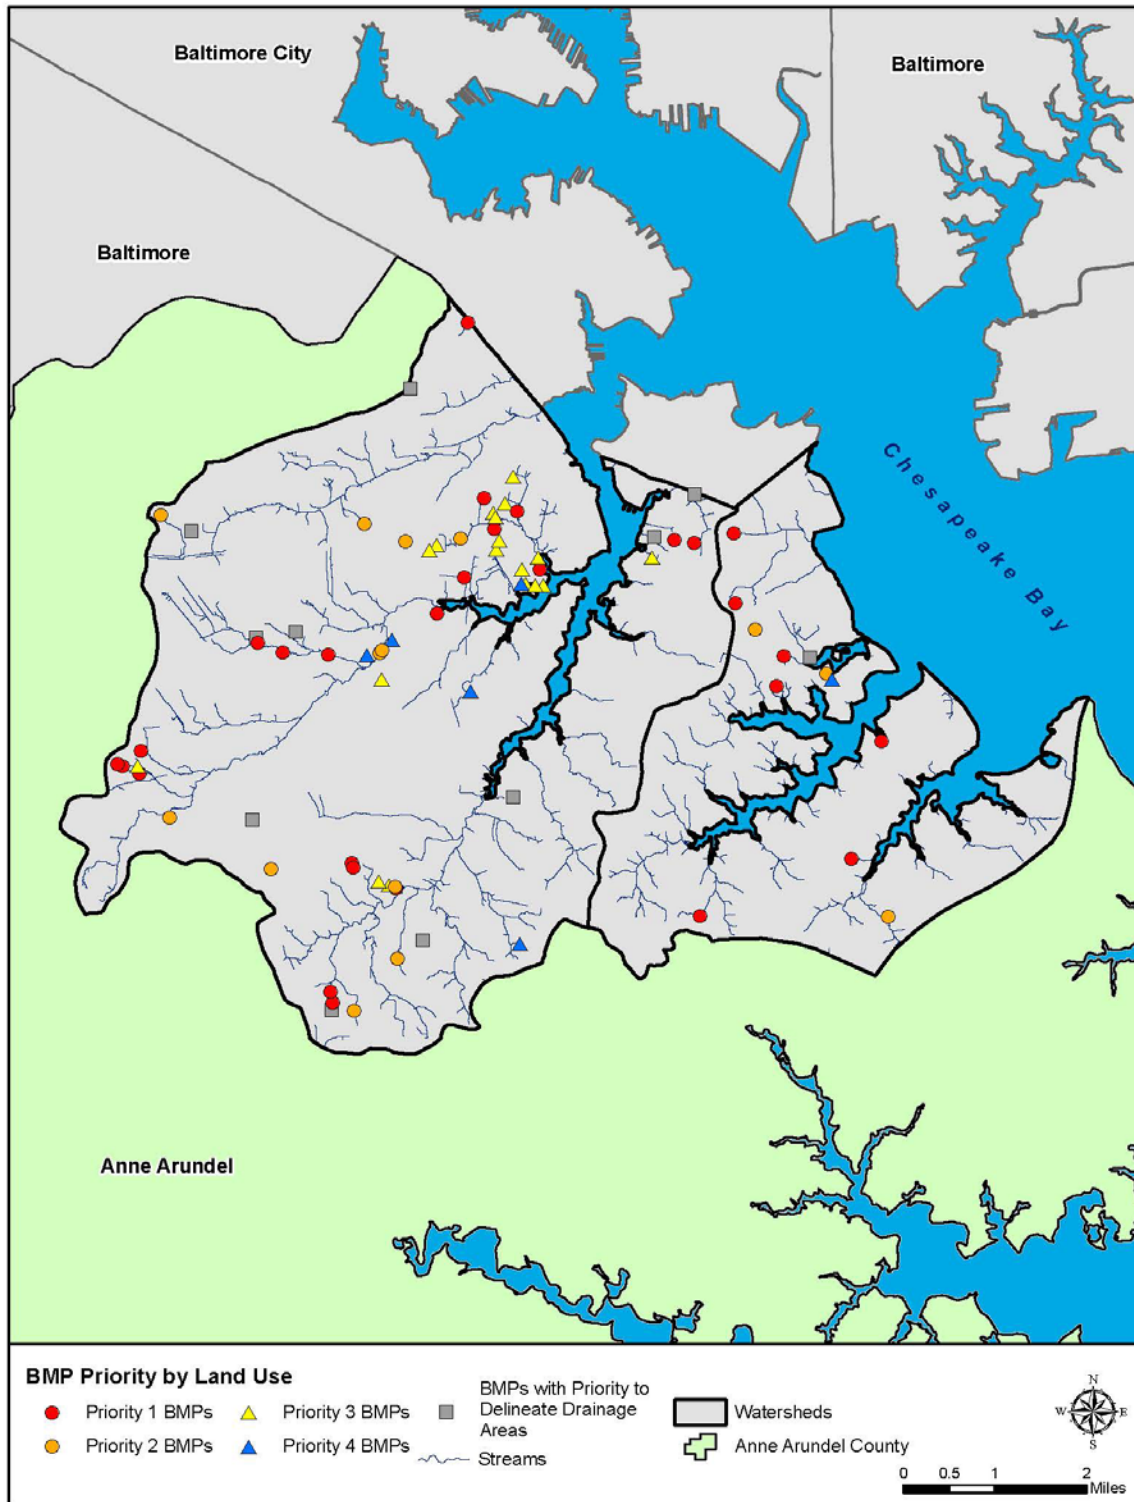 Baltimore City
Baltimore
Baltimore
Chesapeake Bay
Anne Arundel
BMP Priority by Land Use
Priority 1 BMPs
Priority 2 BMPs
Priority 3 BMPs
Priority 4 BMPs
BMPs with Priority to
Delineate Drainage
Areas
Streams
Watersheds
Anne Arundel County
N
W E
S
0 0.5 1 2
Miles